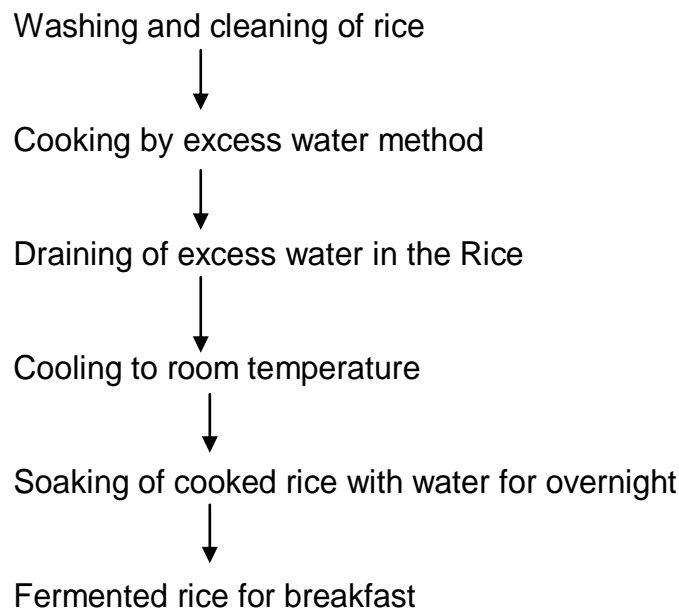 Washing and cleaning of rice
Cooking by excess water method
Draining of excess water in the Rice
Cooling to room temperature
Soaking of cooked rice with water for overnight
Fermented rice for breakfast